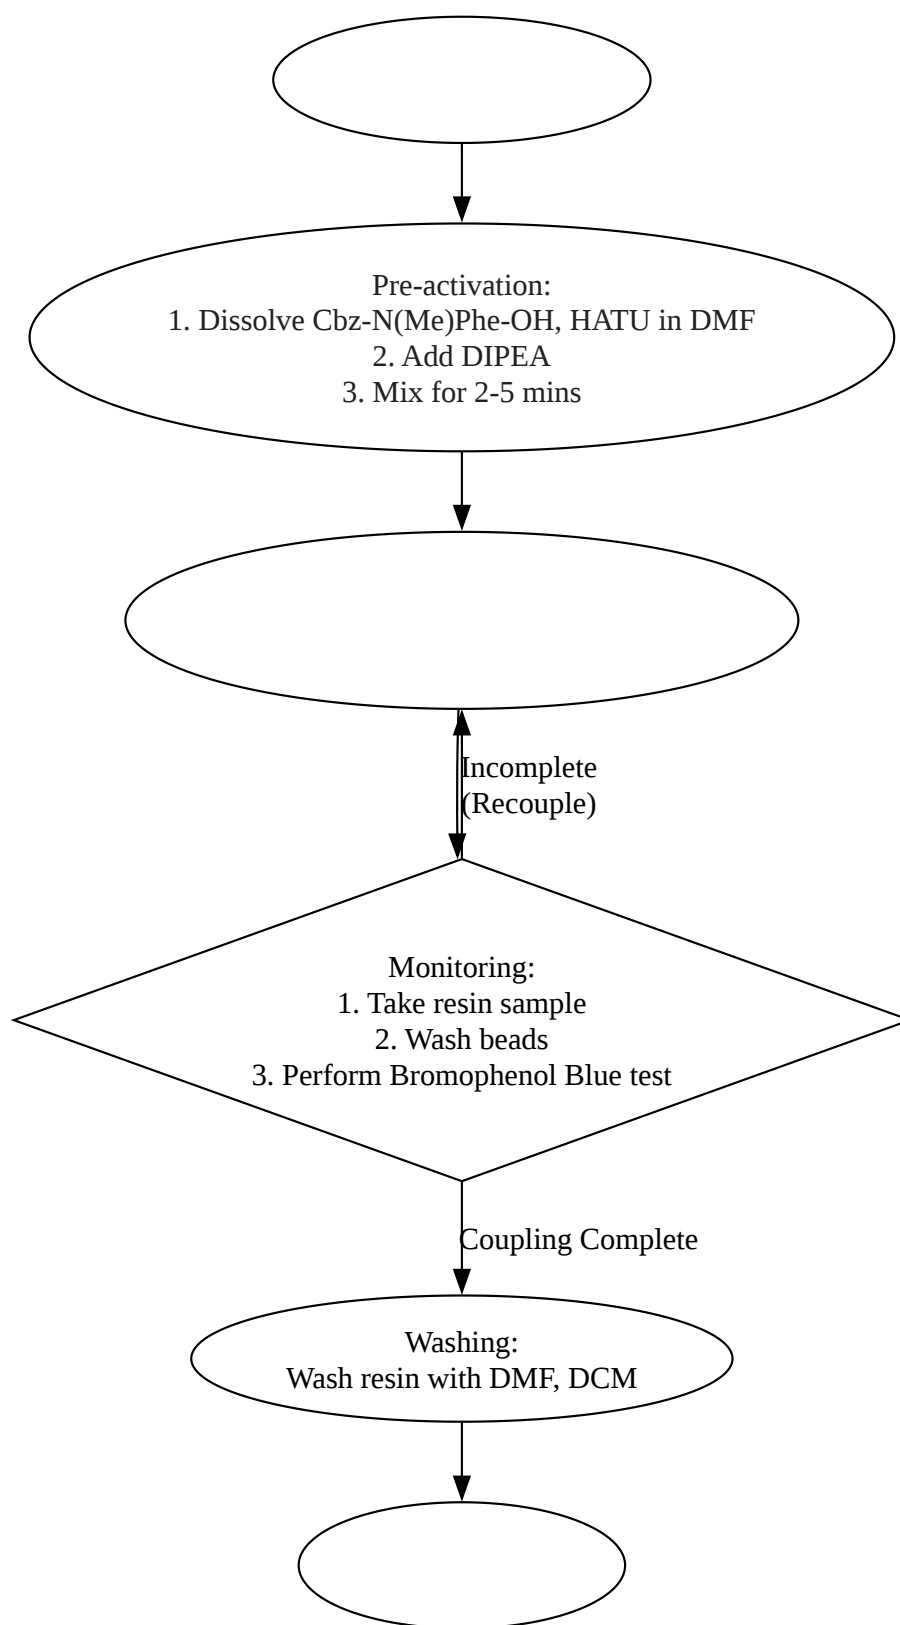 Pre-activation:
1. Dissolve Cbz-N(Me)Phe-OH, HATU in DMF
2. Add DIPEA
3. Mix for 2-5 mins
Incomplete
(Recouple)
Monitoring:
1. Take resin sample
2. Wash beads
3. Perform Bromophenol Blue test
Coupling Complete
Washing:
Wash resin with DMF, DCM